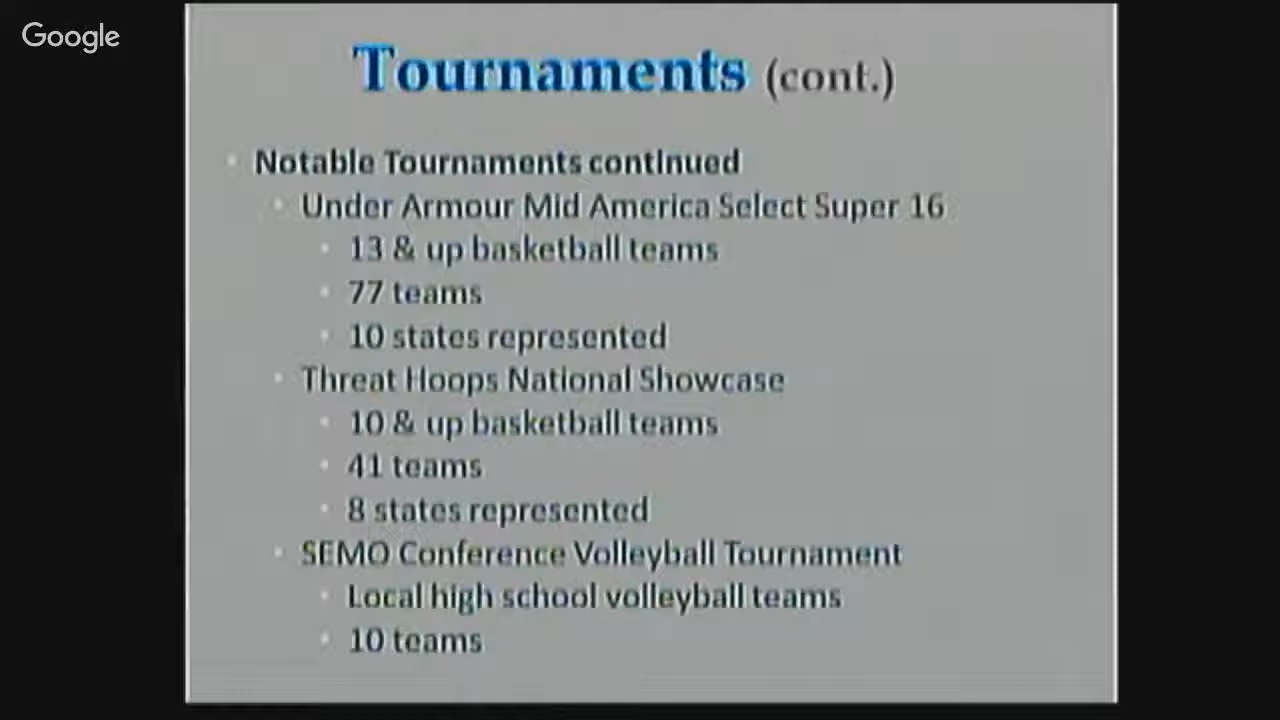 Google
Tournaments (cont.)
Notable Tournaments continued
Under Armour Mid America Select Super 16
13 & up basketball teams
77 teams
10 states represented
Threat Hoops National Showcase
10 & up basketball teams
41 teams
8 states represented
SEMO Conference Volleyball Tournament
Local high school volleyball teams
10 teams